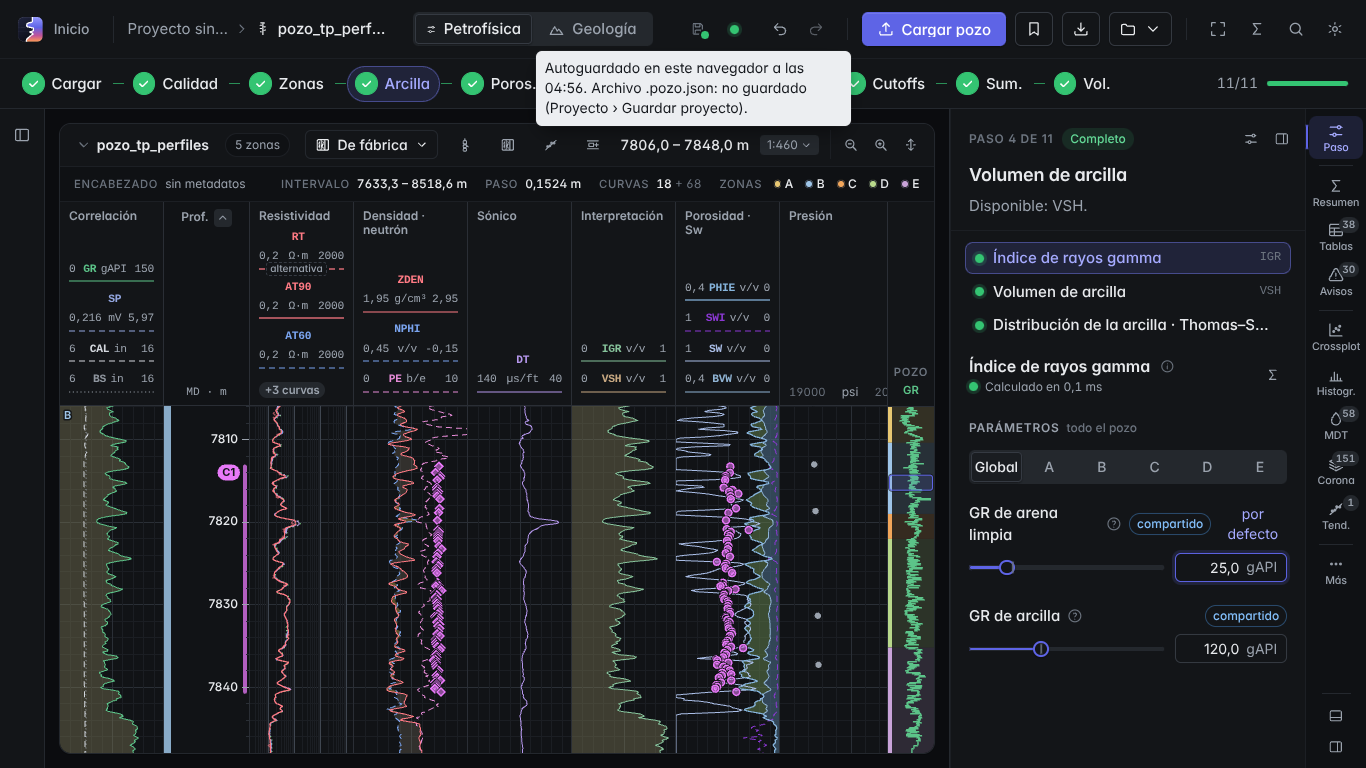 Inicio
Proyecto sin... > pozo_tp_perf...
Petrofísica
Geología
Cargar pozo
Autoguardado en este navegador a las
04:56. Archivo .pozo.json: no guardado
(Proyecto › Guardar proyecto).
Cargar
Calidad
Zonas
Arcilla
Poros.
Cutoffs
Sum.
Vol.
11/11
pozo_tp_perfiles
5 zonas
De fábrica
7806,0 – 7848,0 m
1:460
ENCABEZADO sin metadatos
INTERVALO 7633,3 – 8518,6 m
PASO 0,1524 m
CURVAS 18 + 68
ZONAS A B C D E
Correlación
0 GR gAPI 150
SP
0,216 mV 5,97
6 CAL in 16
6 BS in 16
Prof.
MD · m
Resistividad
RT
0,2 Ω·m 2000
alternativa
AT90
0,2 Ω·m 2000
AT60
0,2 Ω·m 2000
+3 curvas
Densidad ·
neutrón
ZDEN
1,95 g/cm³ 2,95
NPHI
0,45 v/v -0,15
0 PE b/e 10
Sónico
DT
140 µs/ft 40
Interpretación
0 IGR v/v 1
0 VSH v/v 1
Porosidad ·
Sw
0,4 PHIE v/v 0
1 SWI v/v 0
1 SW v/v 0
0,4 BVW v/v 0
Presión
19000 psi 20
POZO
GR
B
7810
C1
7820
7830
7840
PASO 4 DE 11
Completo
Volumen de arcilla
Disponible: VSH.
Índice de rayos gamma IGR
Volumen de arcilla VSH
Distribución de la arcilla · Thomas–S...
Índice de rayos gamma
Calculado en 0,1 ms
PARÁMETROS todo el pozo
Global A B C D E
GR de arena
limpia
compartido
por
defecto
25,0 gAPI
GR de arcilla
compartido
120,0 gAPI
Paso
Resumen
38
Tablas
30
Avisos
Crossplot
Histogr.
58
MDT
151
Corona
1
Tend.
Más